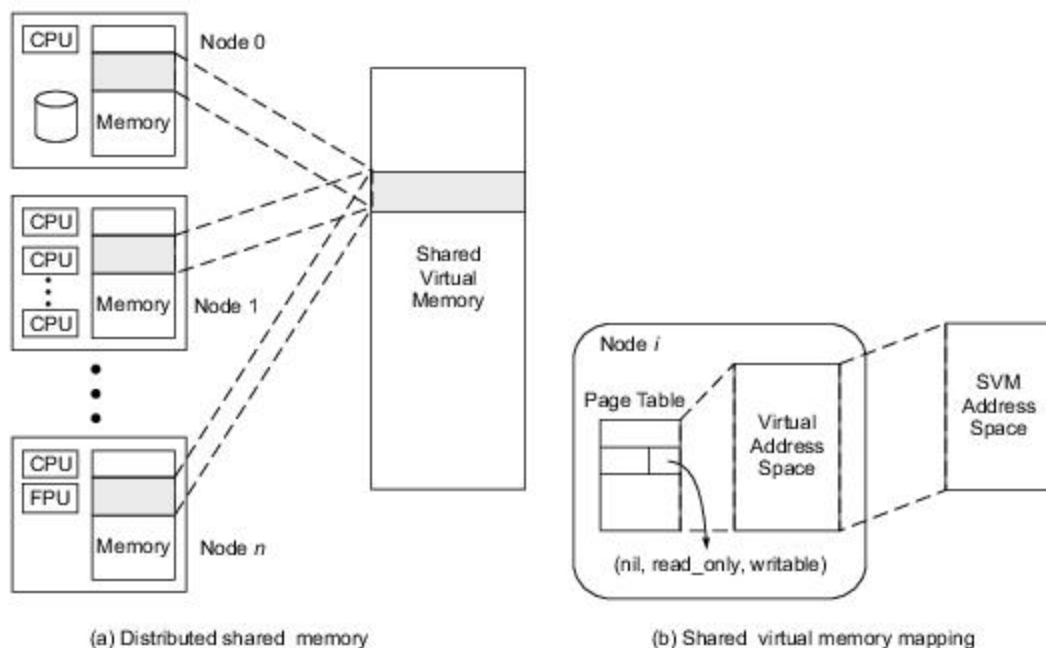 CPU
Memory
Node 0
CPU
CPU
CPU
Memory
Node 1
CPU
FPU
Memory
Node n
Shared
Virtual
Memory
(a) Distributed shared memory
Node i
Page Table
Virtual
Address
Space
SVM
Address
Space
(nil, read_only, writable)
(b) Shared virtual memory mapping